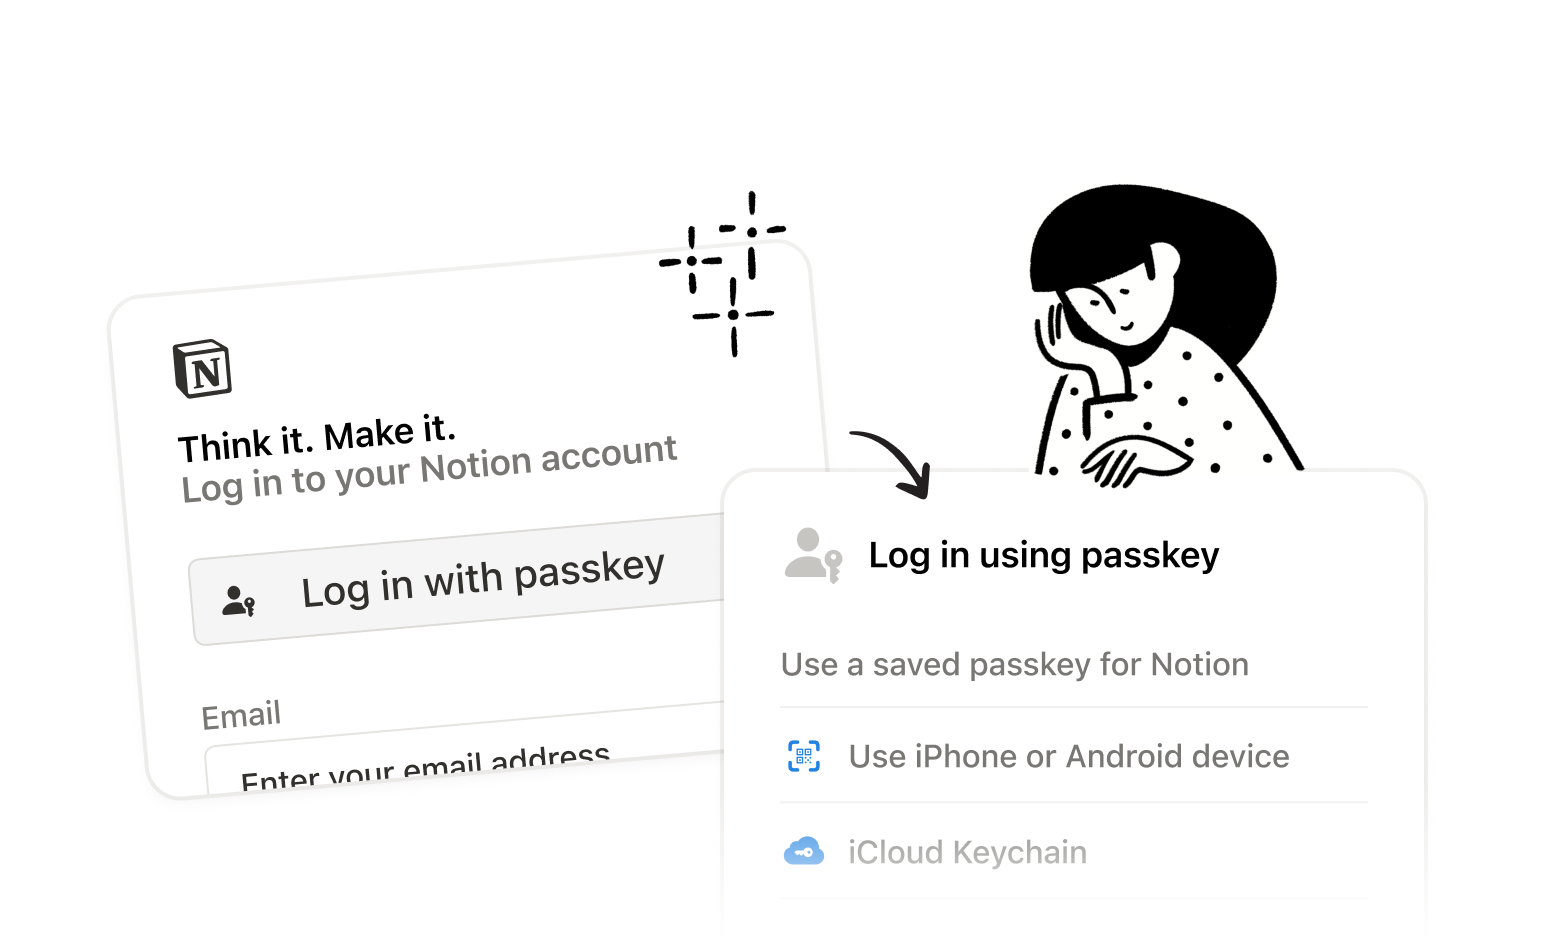 N
Think it. Make it.
Log in to your Notion account
Log in with passkey
Email
Enter your email address
Log in using passkey
Use a saved passkey for Notion
Use iPhone or Android device
iCloud Keychain